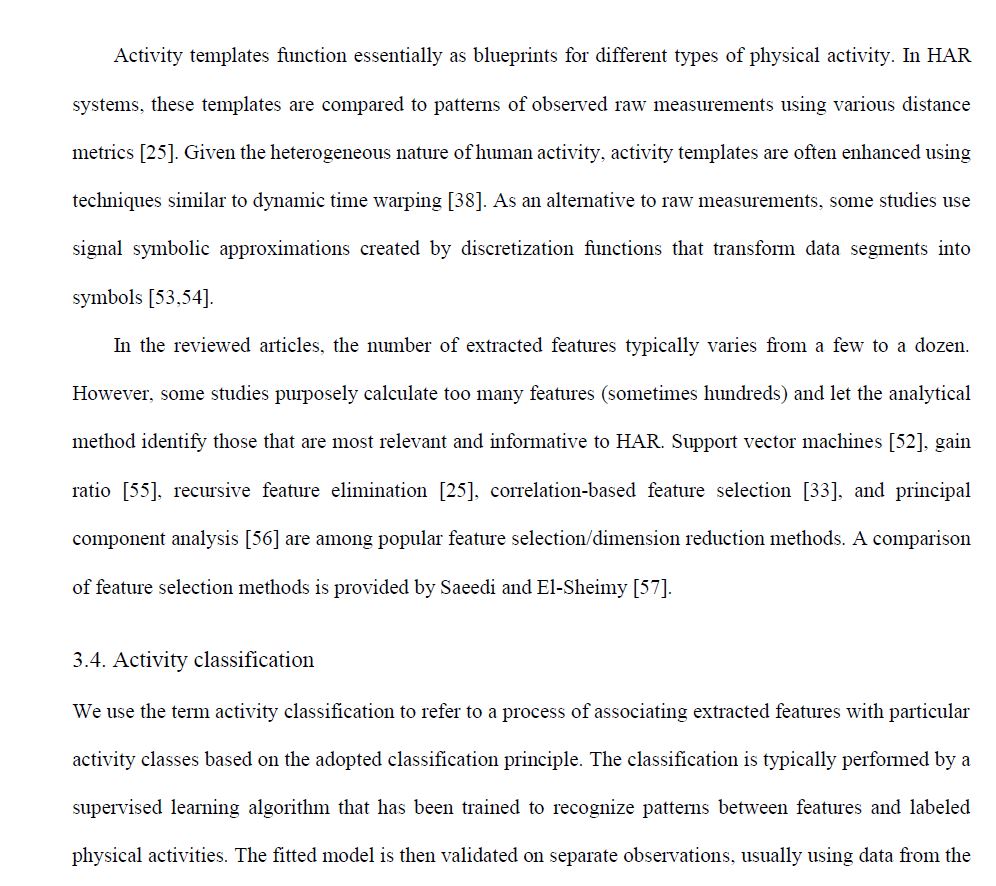 Activity templates function essentially as blueprints for different types of physical activity. In HAR
systems, these templates are compared to patterns of observed raw measurements using various distance
metrics [25]. Given the heterogeneous nature of human activity, activity templates are often enhanced using
techniques similar to dynamic time warping [38]. As an alternative to raw measurements, some studies use
signal symbolic approximations created by discretization functions that transform data segments into
symbols [53,54].
In the reviewed articles, the number of extracted features typically varies from a few to a dozen.
However, some studies purposely calculate too many features (sometimes hundreds) and let the analytical
method identify those that are most relevant and informative to HAR. Support vector machines [52], gain
ratio [55], recursive feature elimination [25], correlation-based feature selection [33], and principal
component analysis [56] are among popular feature selection/dimension reduction methods. A comparison
of feature selection methods is provided by Saeedi and El-Sheimy [57].
3.4. Activity classification
We use the term activity classification to refer to a process of associating extracted features with particular
activity classes based on the adopted classification principle. The classification is typically performed by a
supervised learning algorithm that has been trained to recognize patterns between features and labeled
physical activities. The fitted model is then validated on separate observations, usually using data from the